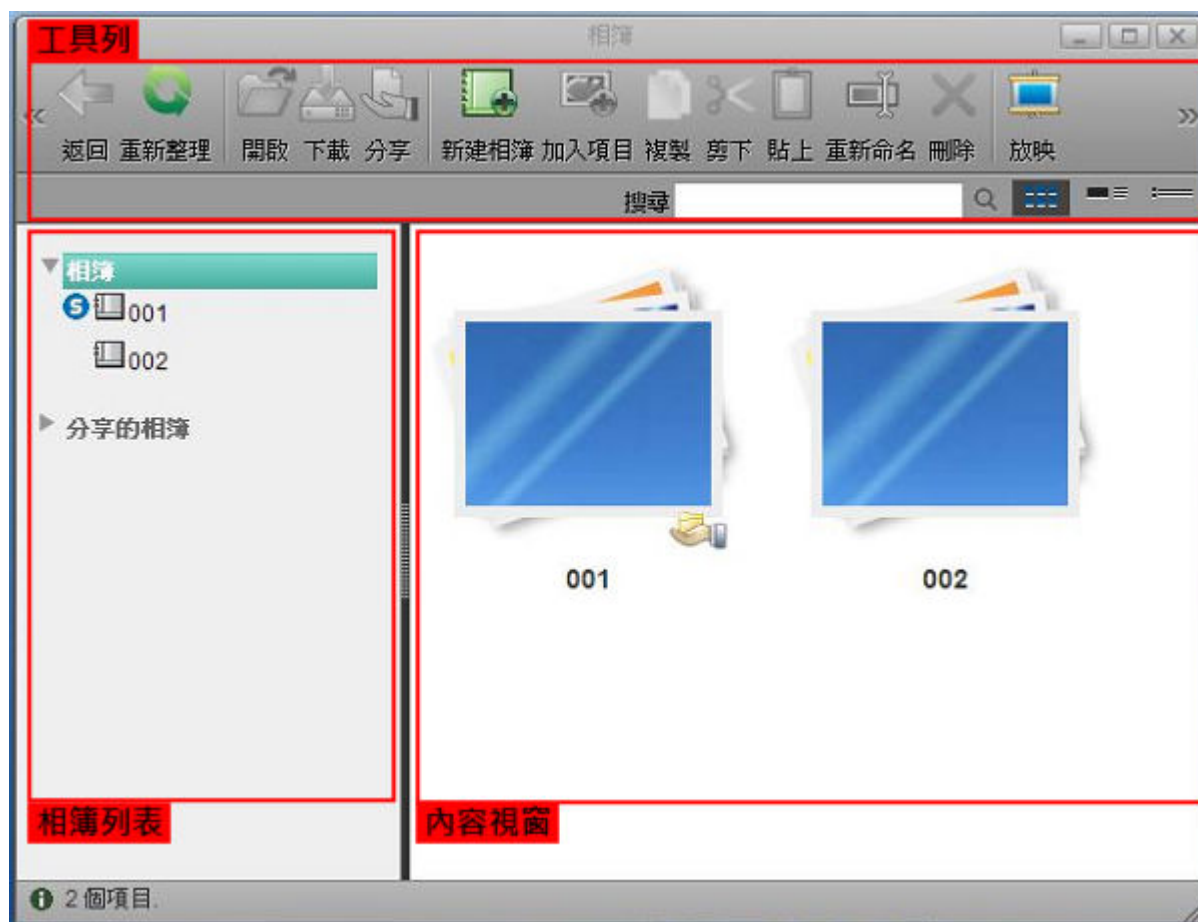 相簿
工具列
返回 重新整理 開啟 下載 分享 新建相簿 加入項目 複製 剪下 貼上 重新命名 刪除 放映
搜尋
相簿
S 001
002
分享的相簿
001 002
相簿列表 內容視窗
2 個項目.